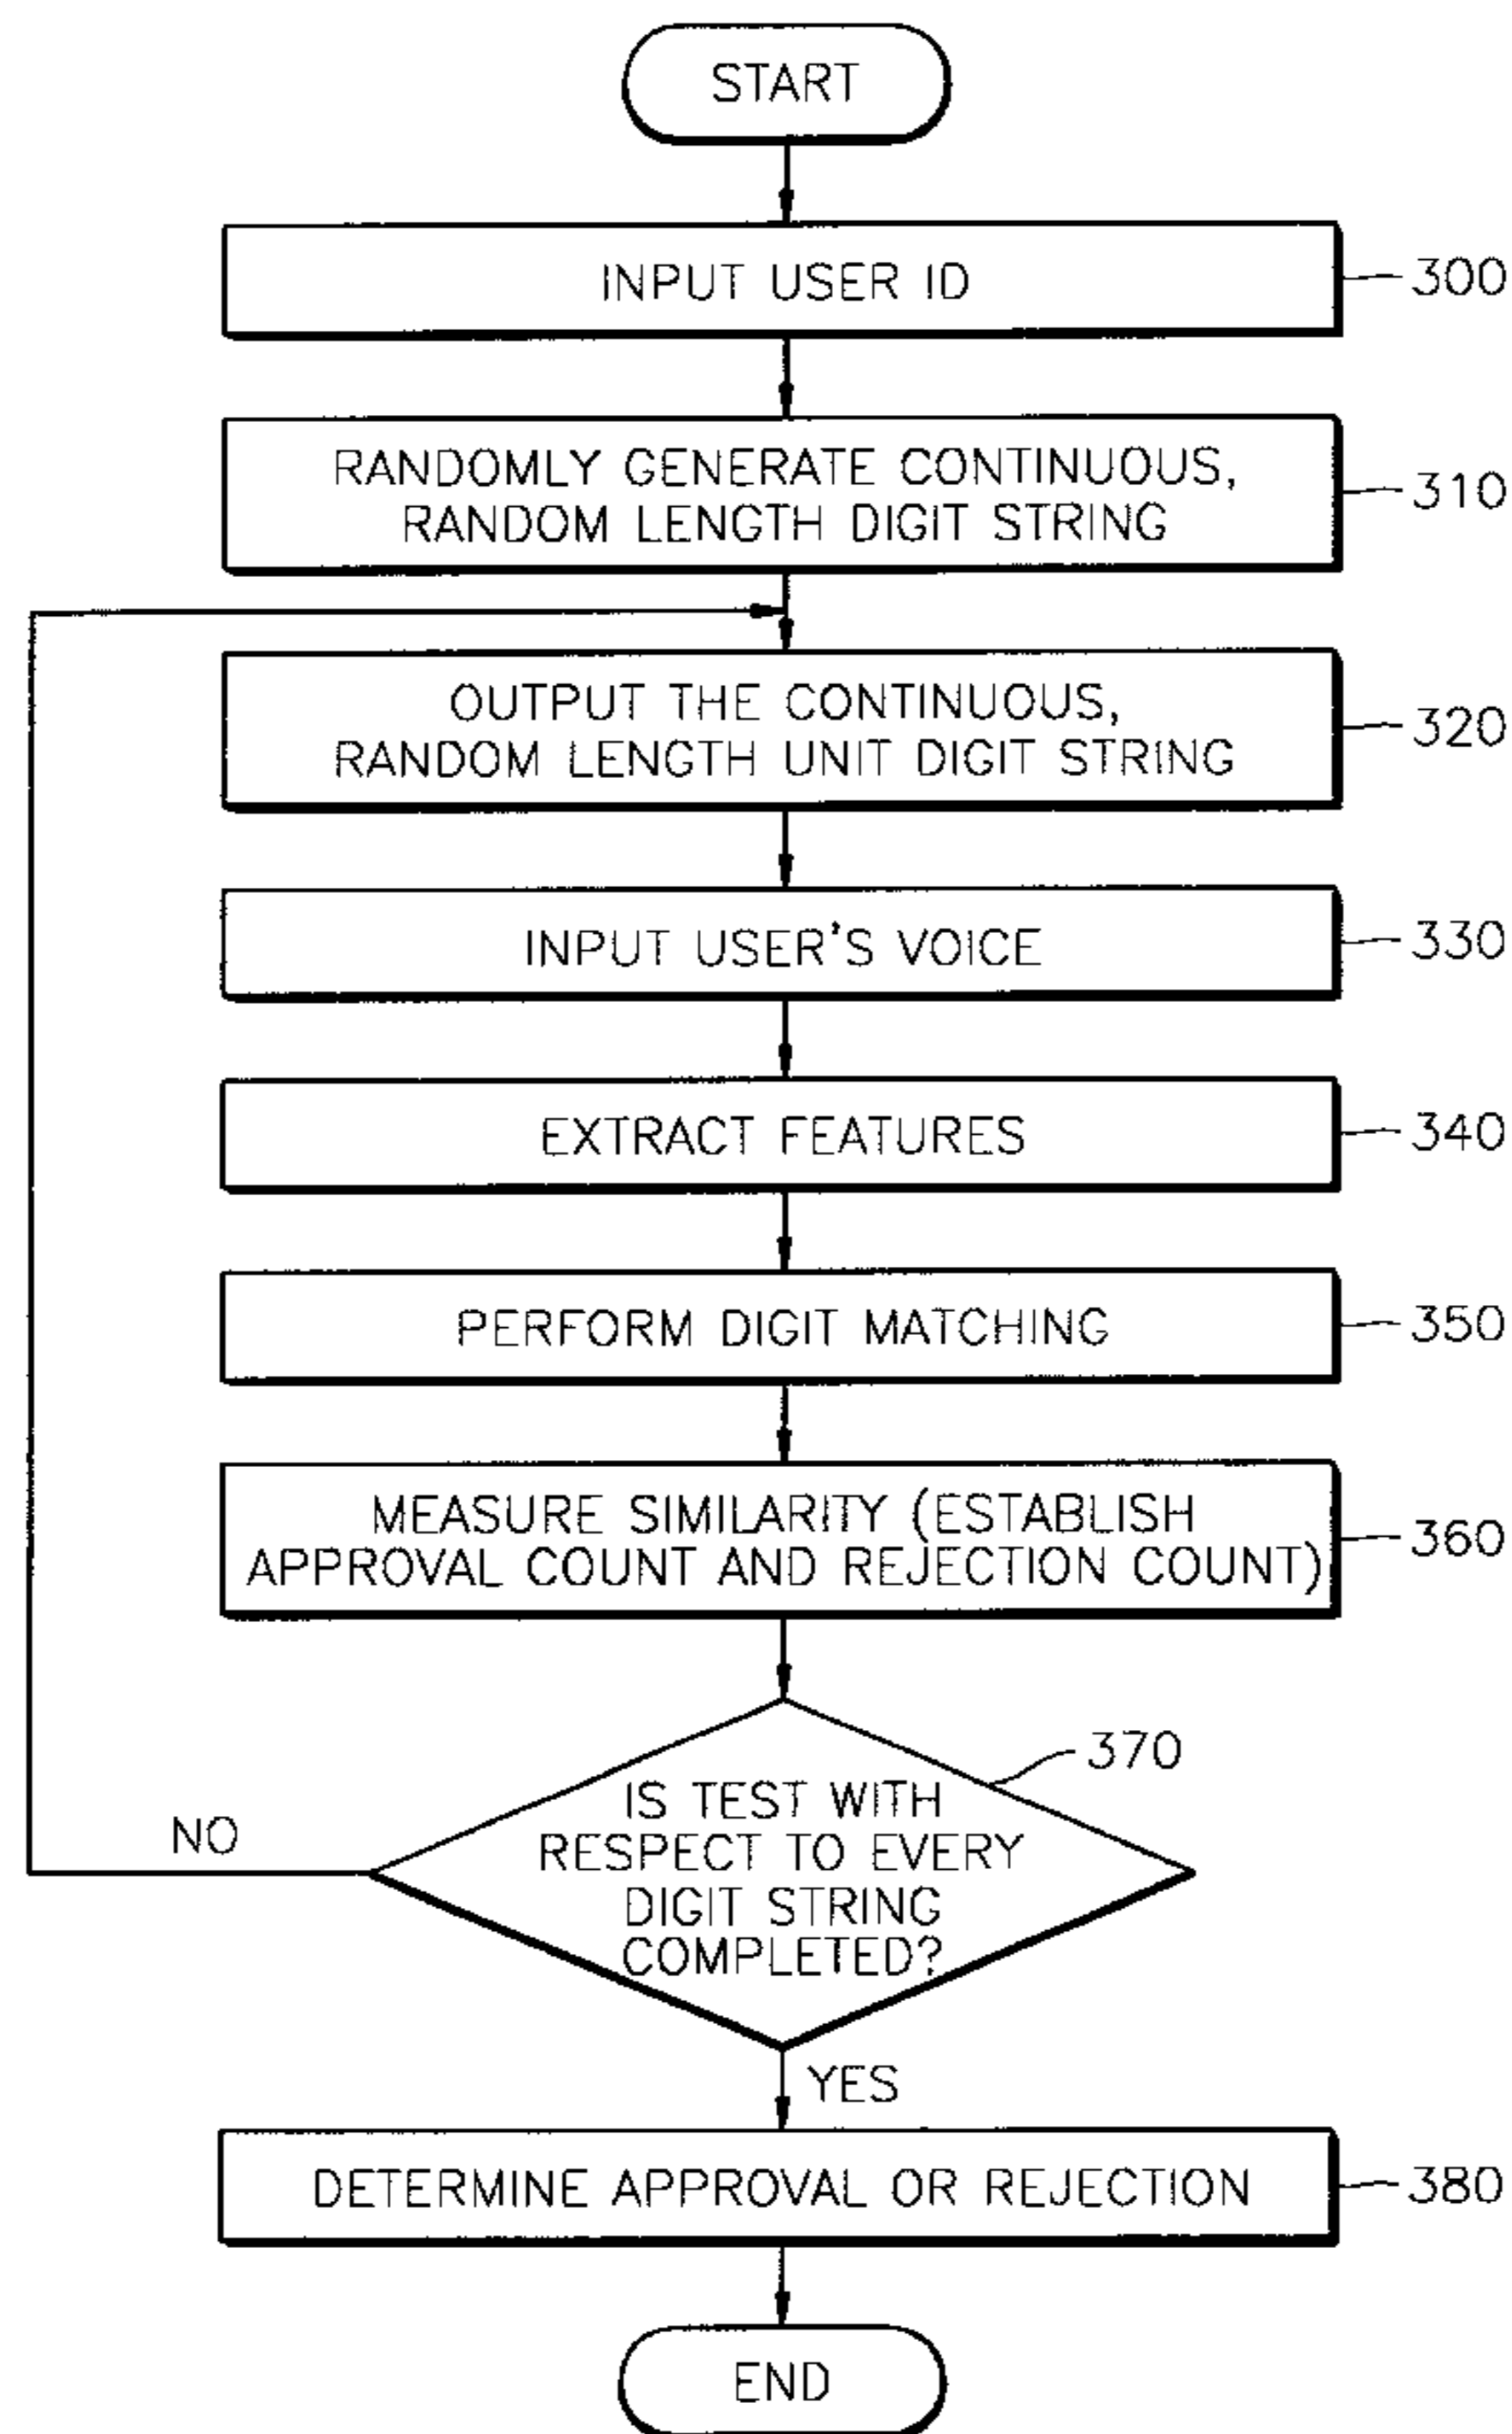 START
INPUT USER ID
300
RANDOMLY GENERATE CONTINUOUS,
RANDOM LENGTH DIGIT STRING
310
OUTPUT THE CONTINUOUS,
RANDOM LENGTH UNIT DIGIT STRING
320
INPUT USER'S VOICE
330
EXTRACT FEATURES
340
PERFORM DIGIT MATCHING
350
MEASURE SIMILARITY (ESTABLISH
APPROVAL COUNT AND REJECTION COUNT)
360
370
IS TEST WITH
RESPECT TO EVERY
DIGIT STRING
COMPLETED?
NO
YES
DETERMINE APPROVAL OR REJECTION
380
END